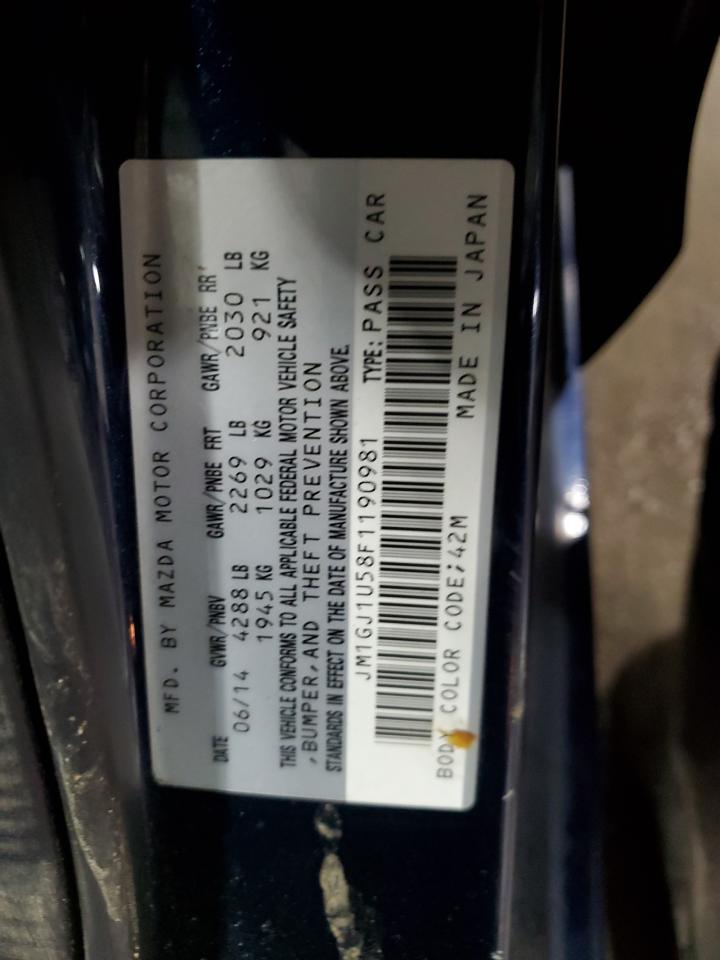 MFD. BY MAZDA MOTOR CORPORATION
DATE GVWR/PNBV GAWR/PNBE FRT GAWR/PNBE RR
06/14 4288 LB 2269 LB 2030 LB
1945 KG 1029 KG 921 KG
THIS VEHICLE CONFORMS TO ALL APPLICABLE FEDERAL MOTOR VEHICLE SAFETY
,BUMPER,AND THEFT PREVENTION
STANDARDS IN EFFECT ON THE DATE OF MANUFACTURE SHOWN ABOVE.
JM1GJ1U58F1190981 TYPE: PASS CAR
BODY COLOR CODE;42M MADE IN JAPAN